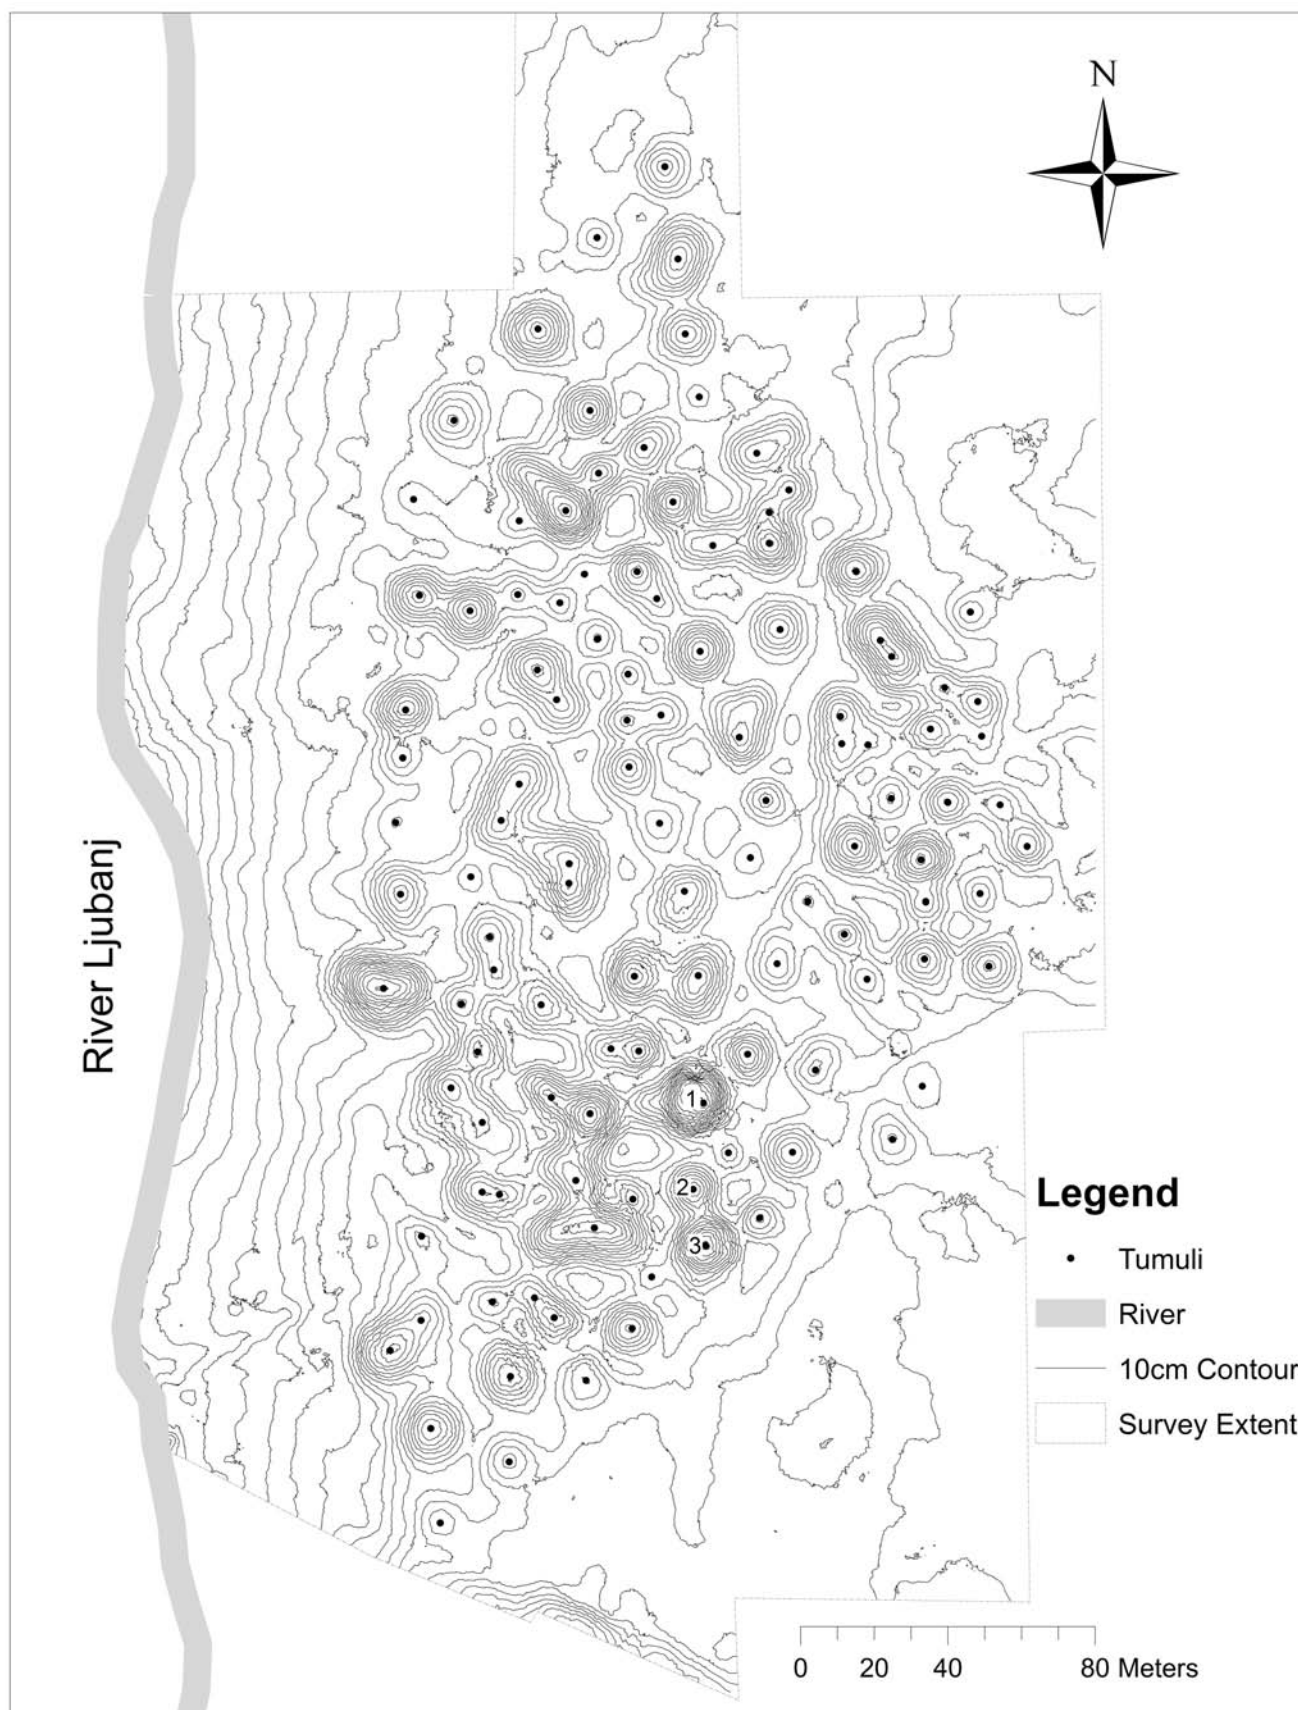 N
River Ljubanj
1
2
3
Legend
Tumuli
River
10cm Contour
Survey Extent
0 20 40 80 Meters